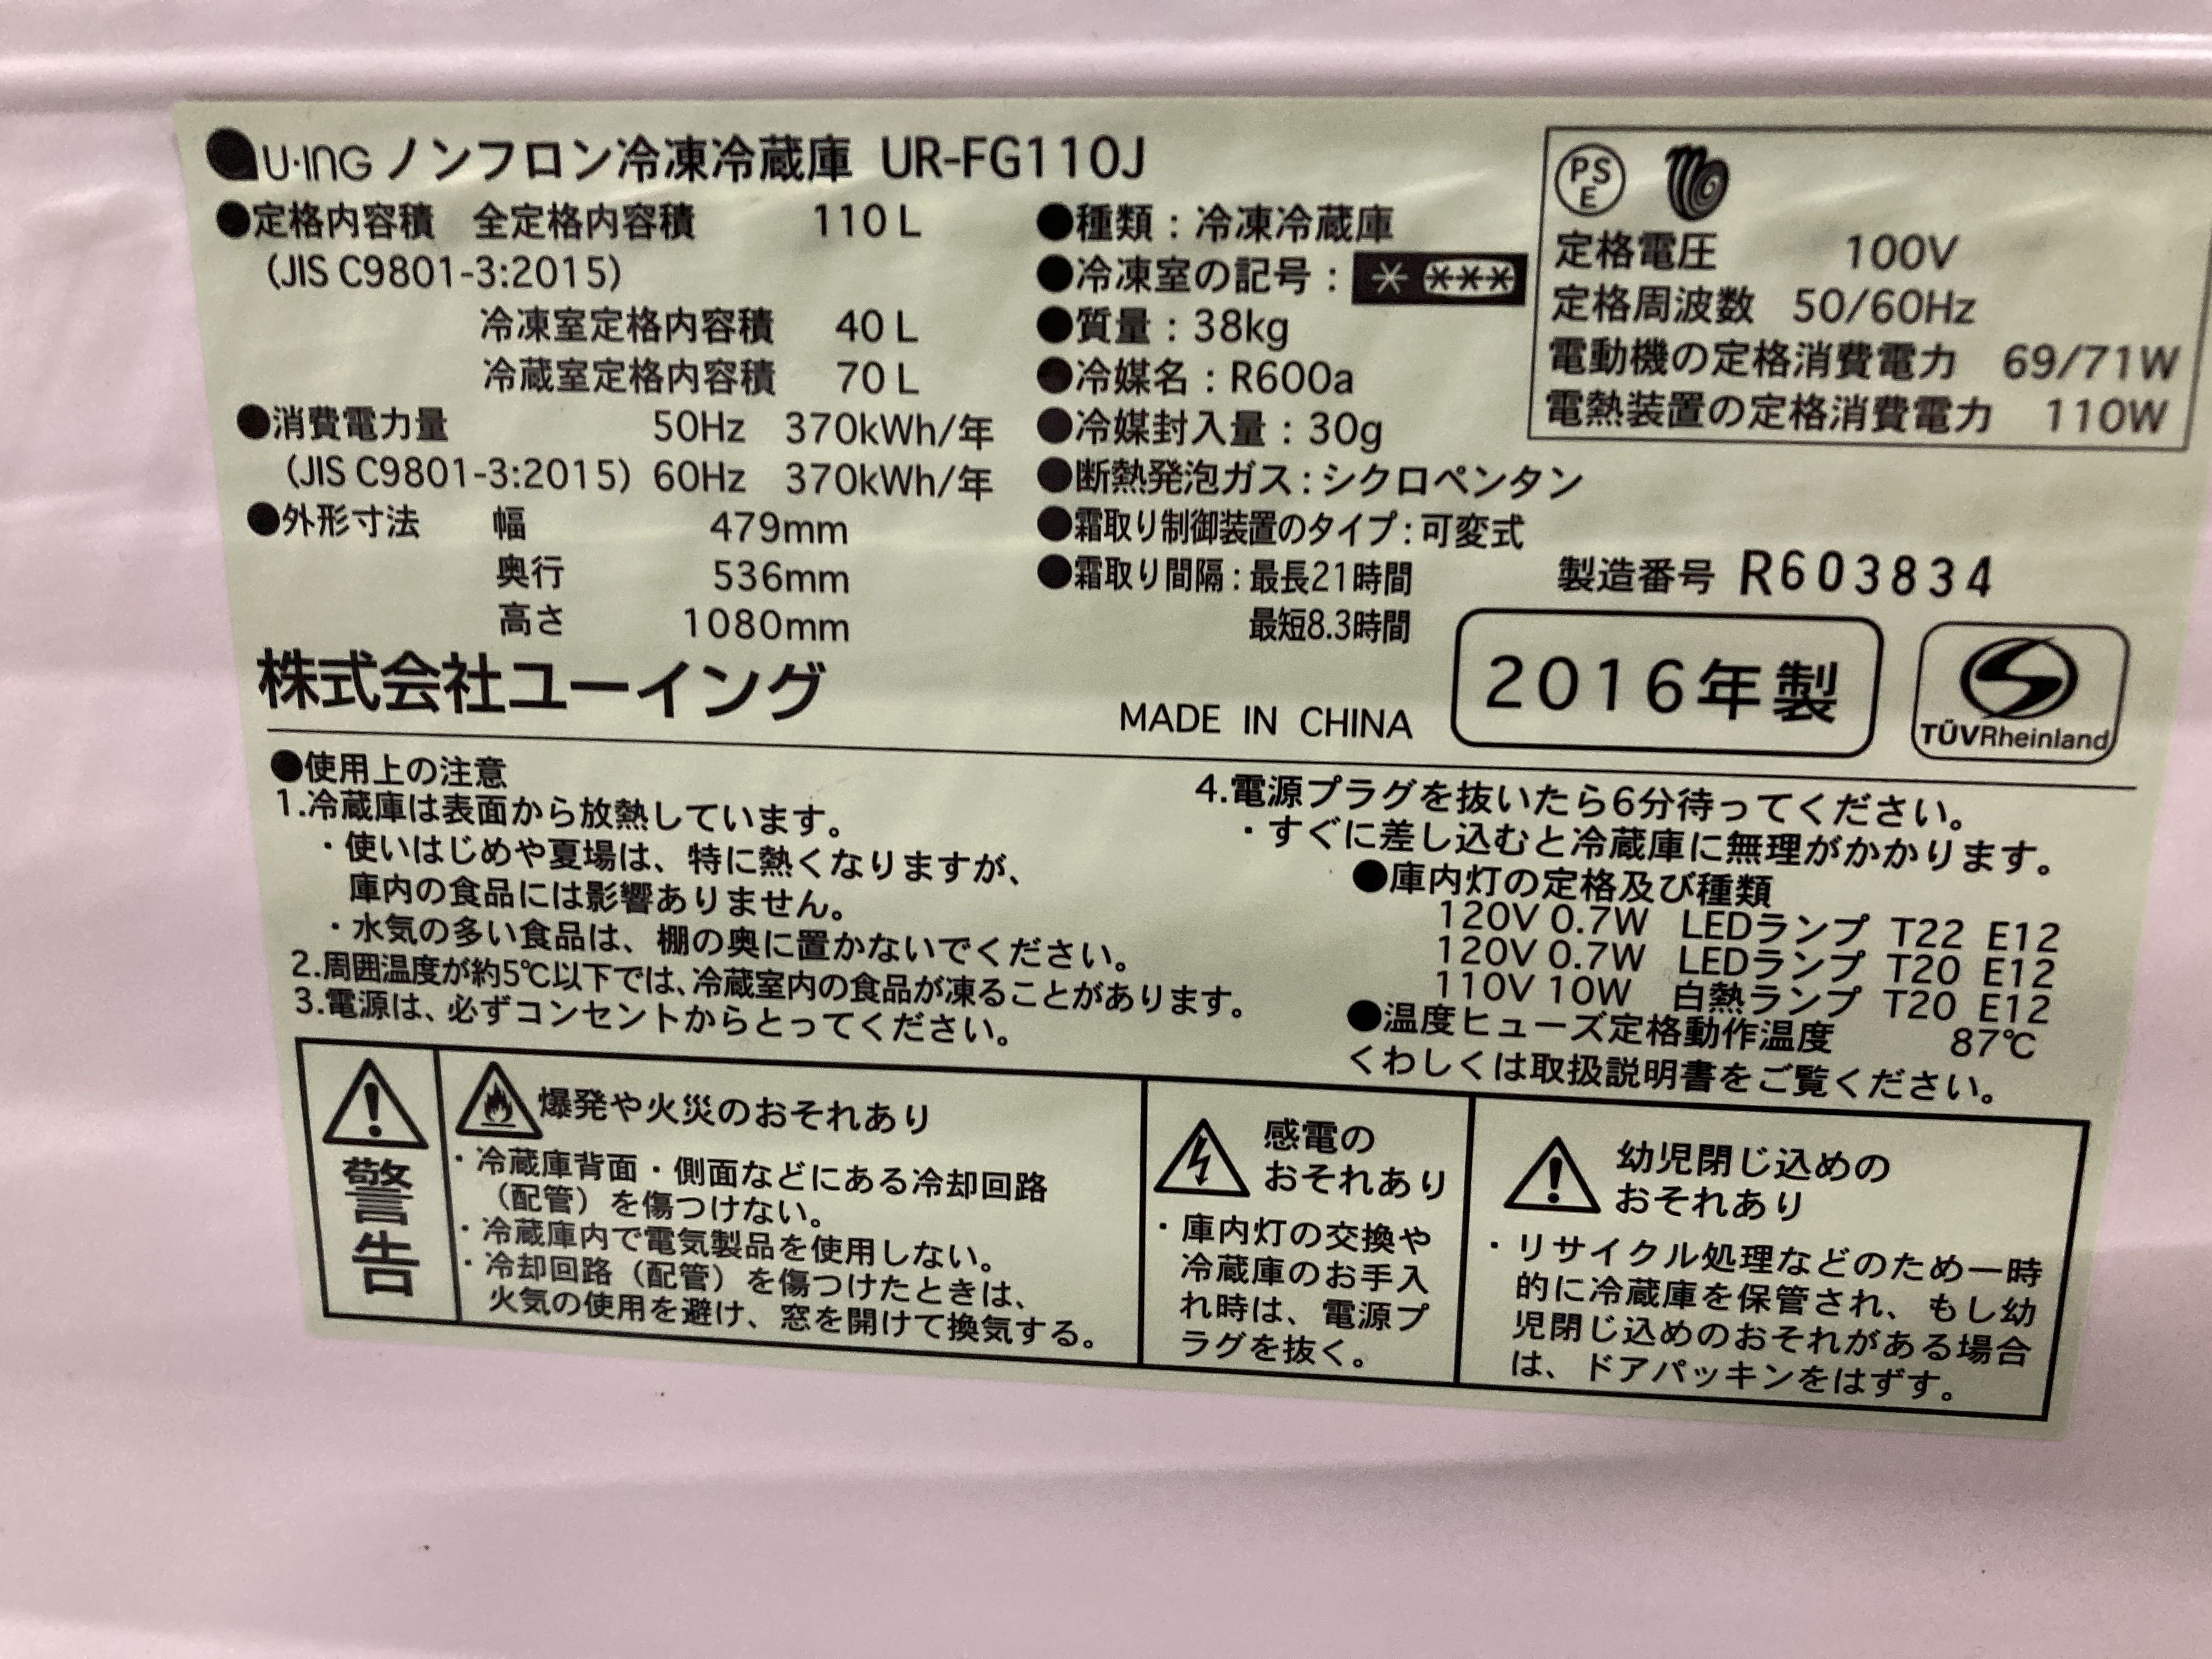 U·ING ノンフロン冷凍冷蔵庫 UR-FG110J
●定格内容積 全定格内容積 110L
(JIS C9801-3:2015)
冷凍室定格内容積 40L
冷蔵室定格内容積 70L
●消費電力量 50Hz 370kWh/年
(JIS C9801-3:2015) 60Hz 370kWh/年
●外形寸法 幅 479mm
奥行 536mm
高さ 1080mm
株式会社ユーイング
●種類：冷凍冷蔵庫
●冷凍室の記号：* ***
●質量：38kg
●冷媒名：R600a
●冷媒封入量：30g
●断熱発泡ガス：シクロペンタン
●霜取り制御装置のタイプ：可変式
●霜取り間隔：最長21時間
最短8.3時間
MADE IN CHINA
PSE
定格電圧 100V
定格周波数 50/60Hz
電動機の定格消費電力 69/71W
電熱装置の定格消費電力 110W
製造番号 R603834
2016年製
TÜVRheinland
●使用上の注意
1.冷蔵庫は表面から放熱しています。
・使いはじめや夏場は、特に熱くなりますが、
庫内の食品には影響ありません。
・水気の多い食品は、棚の奥に置かないでください。
2.周囲温度が約5℃以下では、冷蔵室内の食品が凍ることがあります。
3.電源は、必ずコンセントからとってください。
4.電源プラグを抜いたら6分待ってください。
・すぐに差し込むと冷蔵庫に無理がかかります。
●庫内灯の定格及び種類
120V 0.7W LEDランプ T22 E12
120V 0.7W LEDランプ T20 E12
110V 10W 白熱ランプ T20 E12
●温度ヒューズ定格動作温度 87℃
くわしくは取扱説明書をご覧ください。
警告
爆発や火災のおそれあり
・冷蔵庫背面・側面などにある冷却回路
（配管）を傷つけない。
・冷蔵庫内で電気製品を使用しない。
・冷却回路（配管）を傷つけたときは、
火気の使用を避け、窓を開けて換気する。
感電の
おそれあり
・庫内灯の交換や
冷蔵庫のお手入
れ時は、電源プ
ラグを抜く。
幼児閉じ込めの
おそれあり
・リサイクル処理などのため一時
的に冷蔵庫を保管され、もし幼
児閉じ込めのおそれがある場合
は、ドアパッキンをはずす。